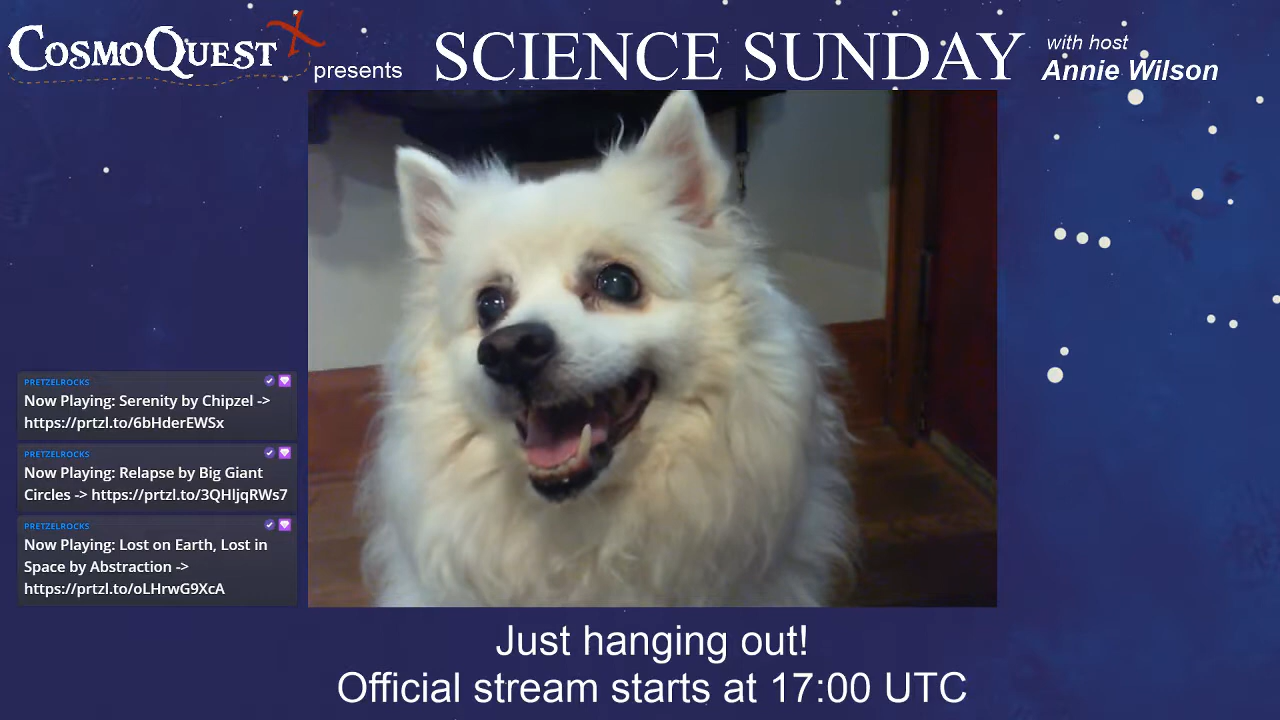 CosmoQuest X
presents
SCIENCE SUNDAY
with host
Annie Wilson
PRETZELROCKS
Now Playing: Serenity by Chipzel ->
https://prtzl.to/6bHderEWSx
PRETZELROCKS
Now Playing: Relapse by Big Giant
Circles -> https://prtzl.to/3QHljqRWs7
PRETZELROCKS
Now Playing: Lost on Earth, Lost in
Space by Abstraction ->
https://prtzl.to/oLHrwG9XcA
Just hanging out!
Official stream starts at 17:00 UTC